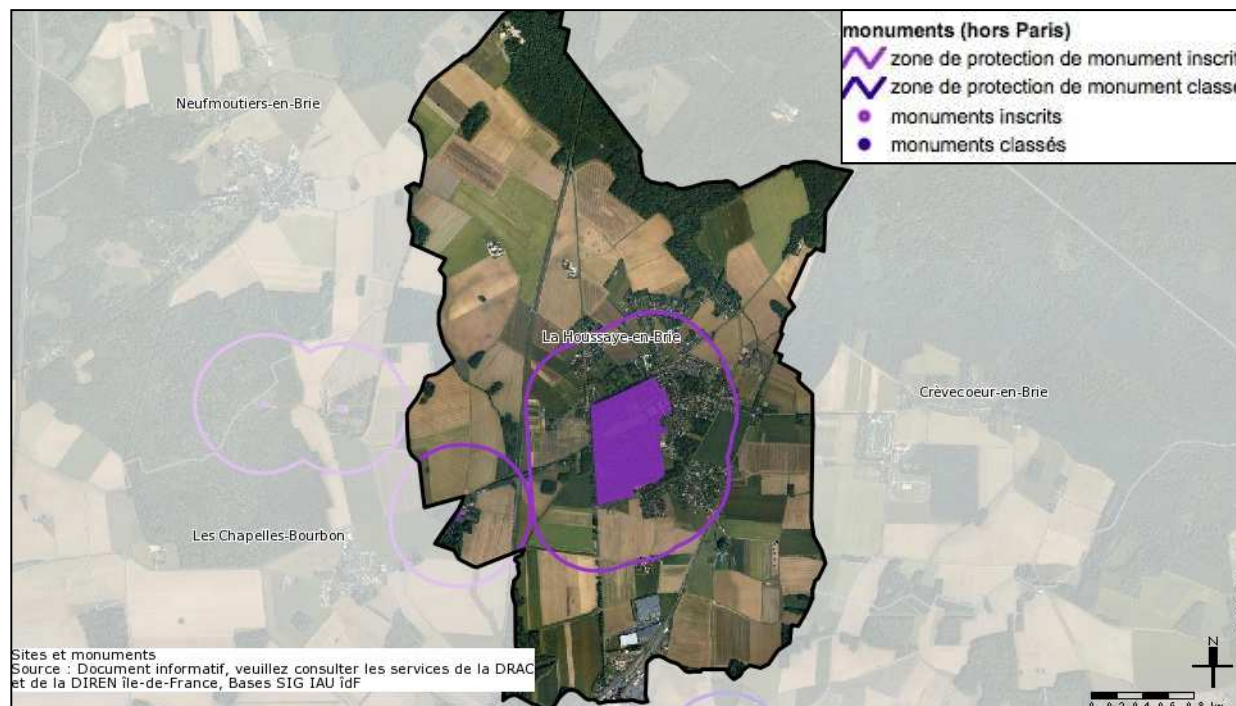 monuments (hors Paris)
zone de protection de monument inscrit
zone de protection de monument classé
monuments inscrits
monuments classés
Neufmoutiers-en-Brie
La Houssaye-en-Brie
Crèvecoeur-en-Brie
Les Chapelles-Bourbon
Sites et monuments
Source : Document informatif, veuillez consulter les services de la DRAC
et de la DIREN île-de-France, Bases SIG IAU îdF
N